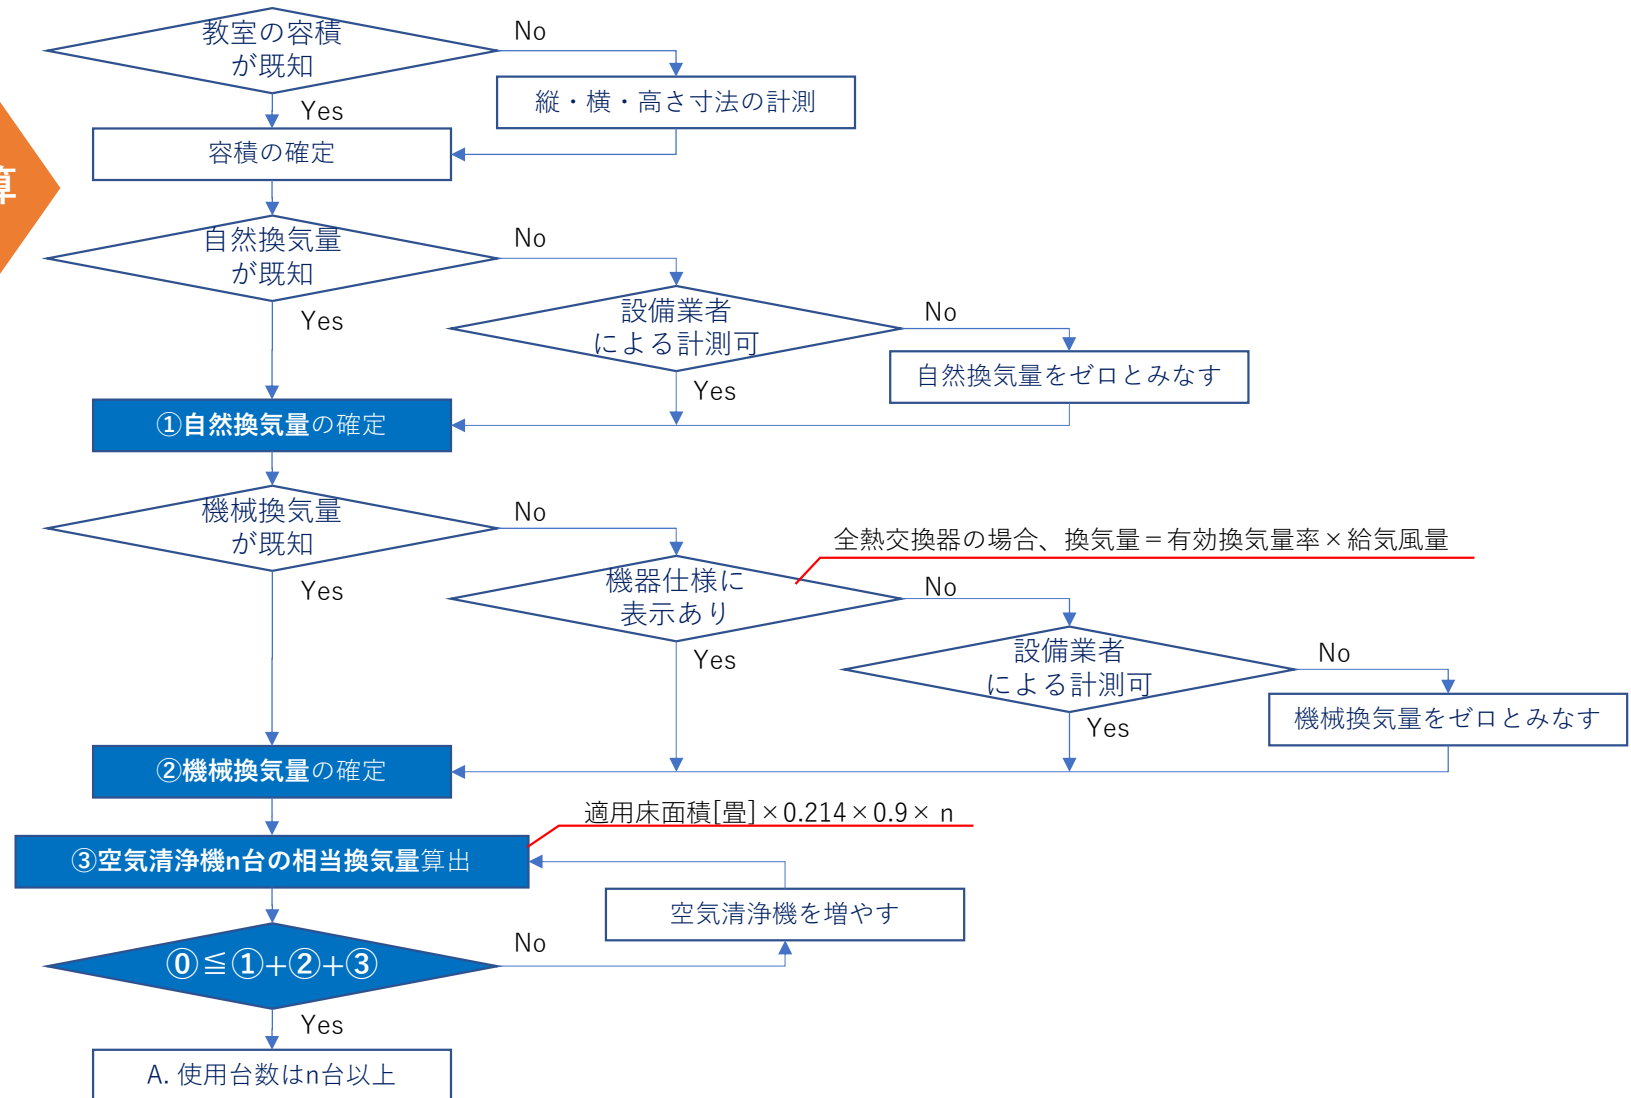 教室の容積
が既知
No
Yes
縦・横・高さ寸法の計測
容積の確定
算
自然換気量
が既知
No
Yes
設備業者
による計測可
No
Yes
自然換気量をゼロとみなす
①自然換気量の確定
機械換気量
が既知
No
Yes
全熱交換器の場合、換気量＝有効換気量率×給気風量
機器仕様に
表示あり
No
Yes
設備業者
による計測可
No
Yes
機械換気量をゼロとみなす
②機械換気量の確定
適用床面積[畳]×0.214×0.9× n
③空気清浄機n台の相当換気量算出
空気清浄機を増やす
⓪≦①+②+③
No
Yes
A. 使用台数はn台以上